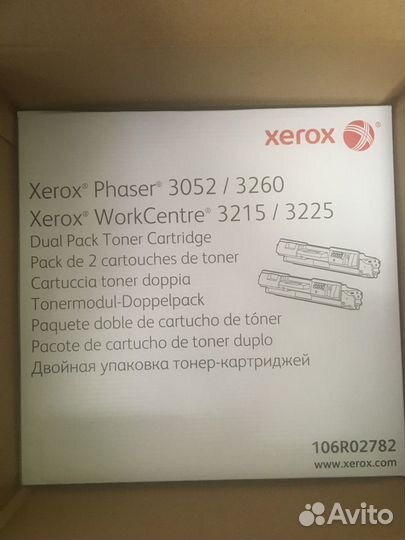 xerox
Xerox® Phaser® 3052 / 3260
Xerox® WorkCentre® 3215 / 3225
Dual Pack Toner Cartridge
Pack de 2 cartouches de toner
Cartuccia toner doppia
Tonermodul-Doppelpack
Paquete doble de cartucho de tóner
Pacote de cartucho de toner duplo
Двойная упаковка тонер-картриджей
106R02782
www.xerox.com
Avito